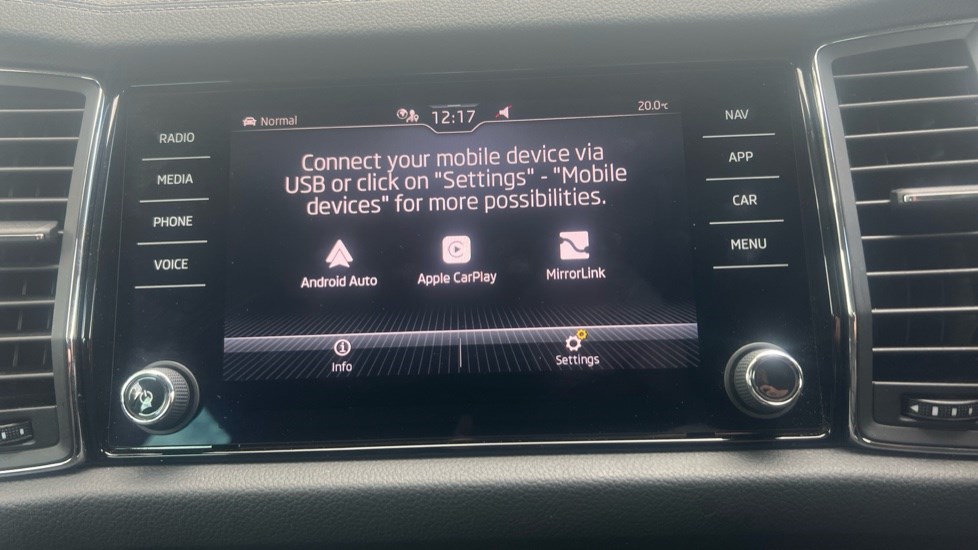 Normal
12:17
20.0°C
RADIO
MEDIA
PHONE
VOICE
Connect your mobile device via
USB or click on "Settings" - "Mobile
devices" for more possibilities.
Android Auto
Apple CarPlay
MirrorLink
Info
Settings
NAV
APP
CAR
MENU